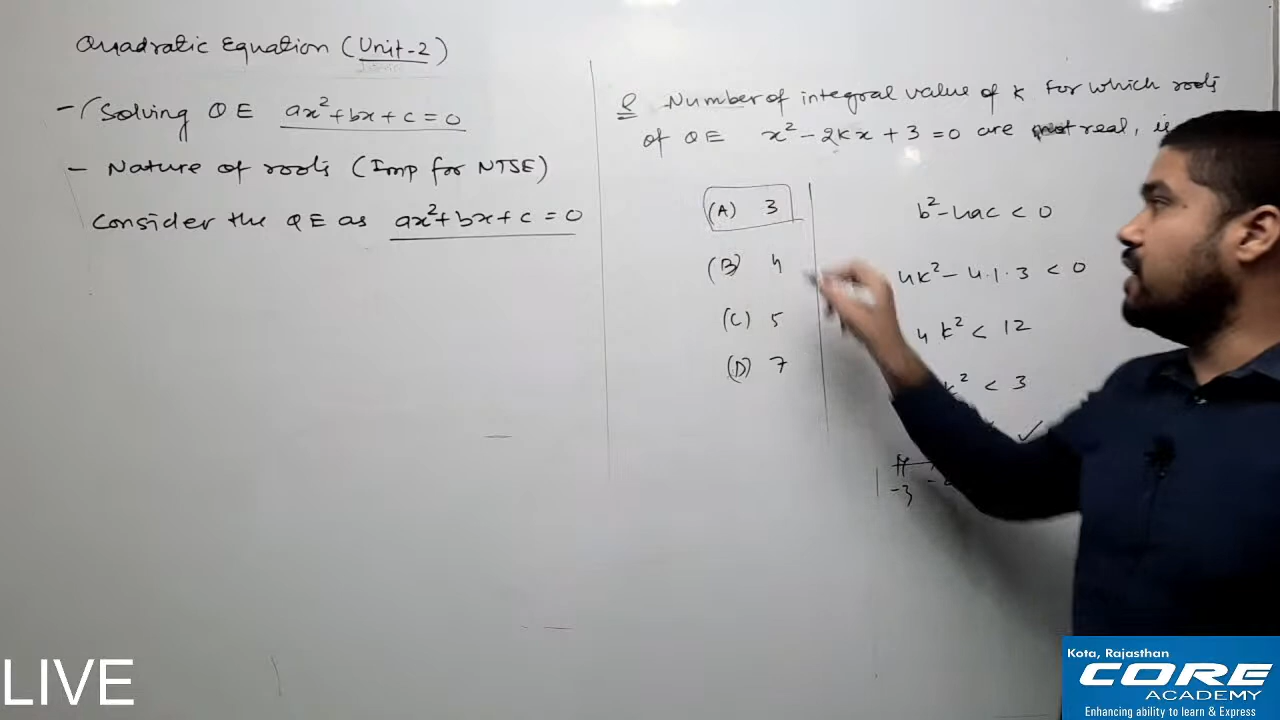 Quadratic Equation (Unit-2)
- Solving QE ax²+bx+c=0
- Nature of roots (Imp for NTSE)
Consider the QE as ax²+bx+c=0
Q Number of integral value of k for which roots
of QE x²-2kx+3=0 are not real, is
(A) 3
(B) 4
(C) 5
(D) 7
b²-4ac<0
4k²-4.1.3<0
4k²<12
k²<3
-3
LIVE
Kota, Rajasthan
CORE
ACADEMY
Enhancing ability to learn & Express